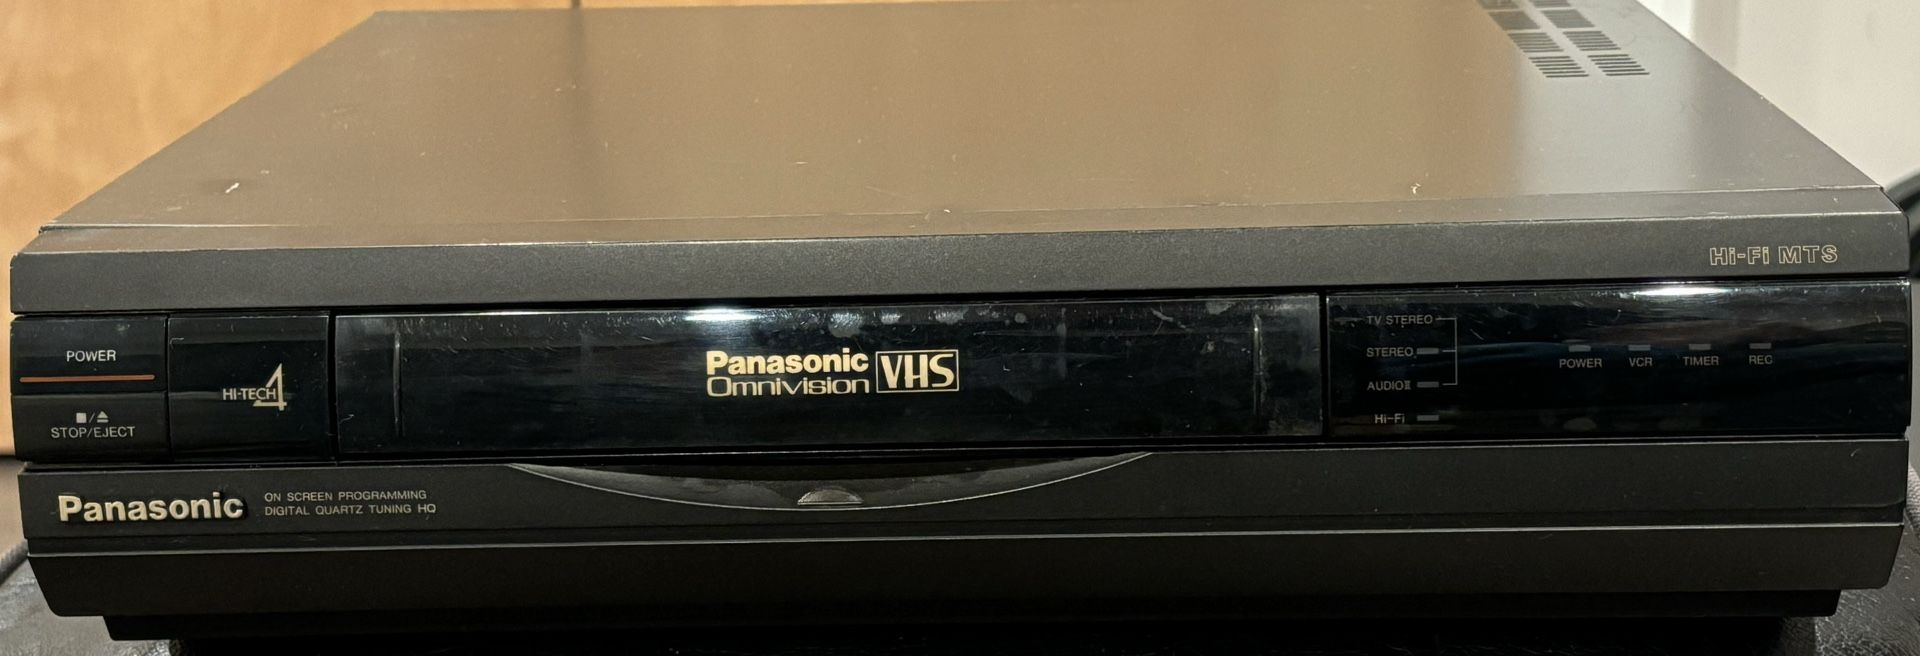 Hi-Fi MTS
POWER
■/⏏
STOP/EJECT
HI-TECH 4
Panasonic
Omnivision
VHS
TV STEREO
STEREO
AUDIO II
Hi-Fi
POWER
VCR
TIMER
REC
Panasonic
ON SCREEN PROGRAMMING
DIGITAL QUARTZ TUNING HQ